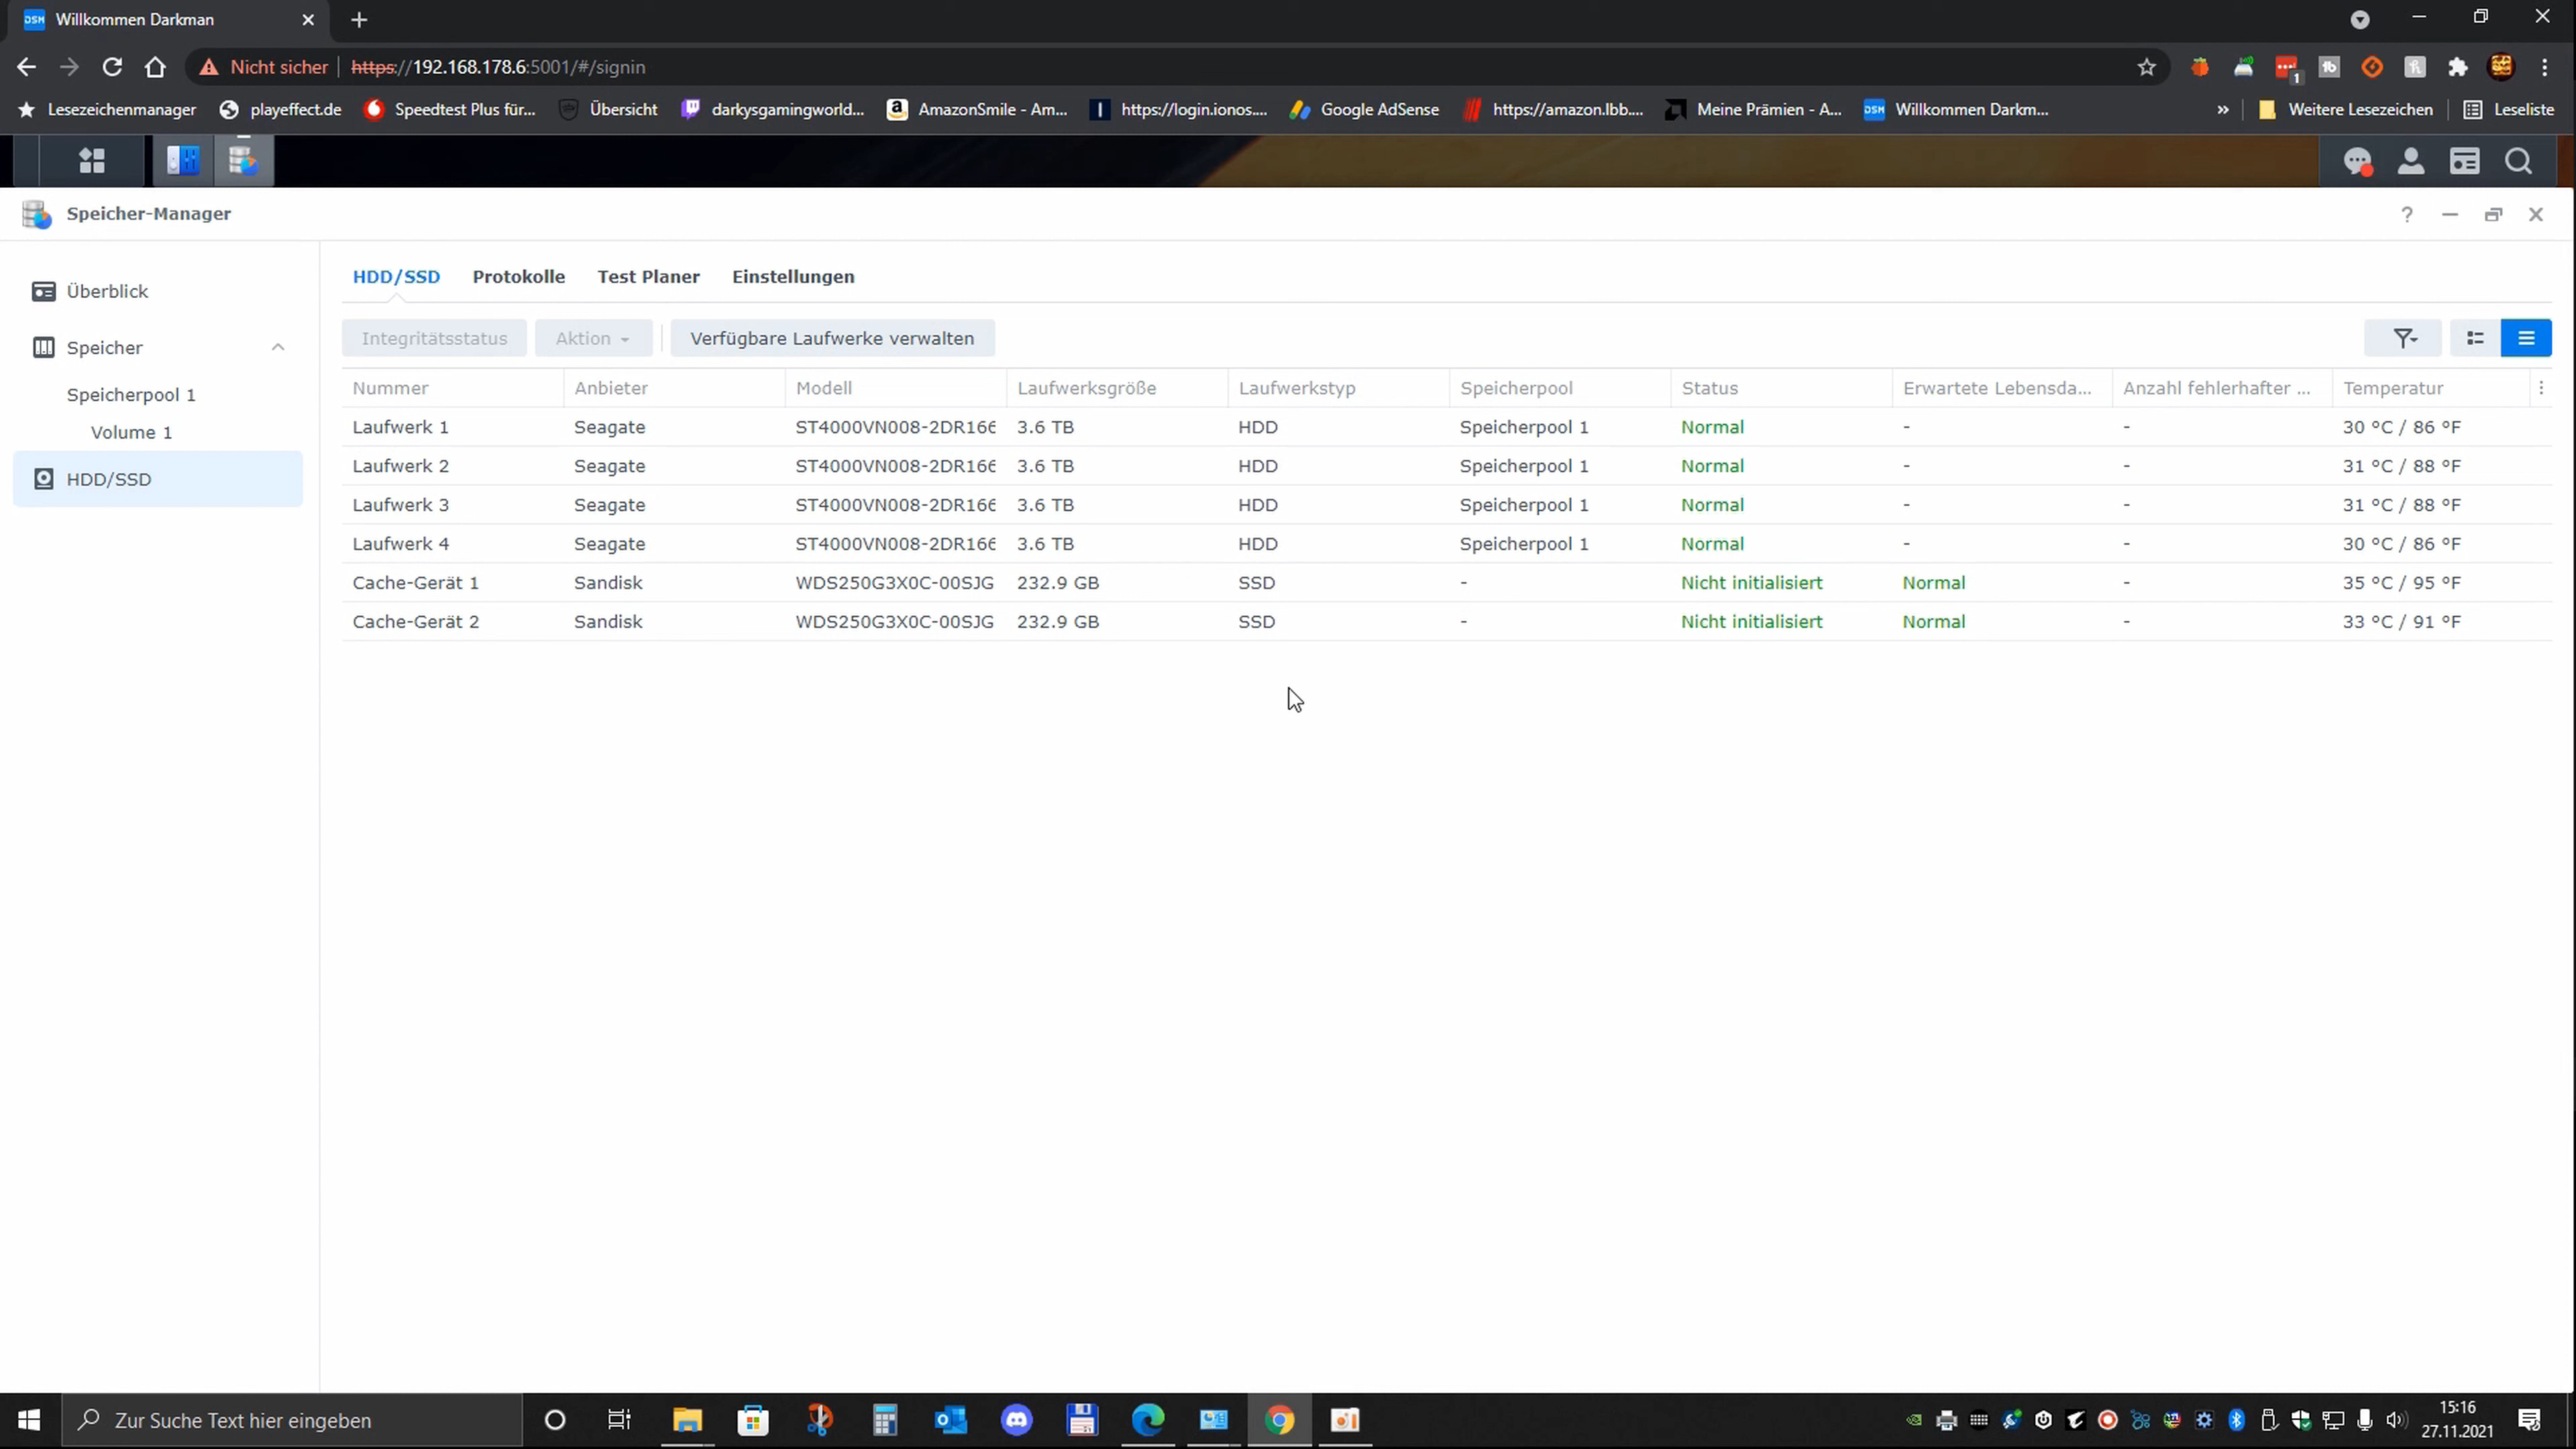 DSM Willkommen Darkman
Nicht sicher https://192.168.178.6:5001/#/signin
1
Lesezeichenmanager playeffect.de Speedtest Plus für... Übersicht darkysgamingworld... AmazonSmile - Am... https://login.ionos.... Google AdSense https://amazon.lbb.... Meine Prämien - A... DSM Willkommen Darkm... » Weitere Lesezeichen Leseliste
Speicher-Manager
Überblick
Speicher
Speicherpool 1
Volume 1
HDD/SSD
HDD/SSD Protokolle Test Planer Einstellungen
Integritätsstatus Aktion Verfügbare Laufwerke verwalten
Nummer Anbieter Modell Laufwerksgröße Laufwerkstyp Speicherpool Status Erwartete Lebensda... Anzahl fehlerhafter ... Temperatur
Laufwerk 1 Seagate ST4000VN008-2DR166 3.6 TB HDD Speicherpool 1 Normal - - 30 °C / 86 °F
Laufwerk 2 Seagate ST4000VN008-2DR166 3.6 TB HDD Speicherpool 1 Normal - - 31 °C / 88 °F
Laufwerk 3 Seagate ST4000VN008-2DR166 3.6 TB HDD Speicherpool 1 Normal - - 31 °C / 88 °F
Laufwerk 4 Seagate ST4000VN008-2DR166 3.6 TB HDD Speicherpool 1 Normal - - 30 °C / 86 °F
Cache-Gerät 1 Sandisk WDS250G3X0C-00SJG 232.9 GB SSD - Nicht initialisiert Normal - 35 °C / 95 °F
Cache-Gerät 2 Sandisk WDS250G3X0C-00SJG 232.9 GB SSD - Nicht initialisiert Normal - 33 °C / 91 °F
Zur Suche Text hier eingeben
15:16
27.11.2021